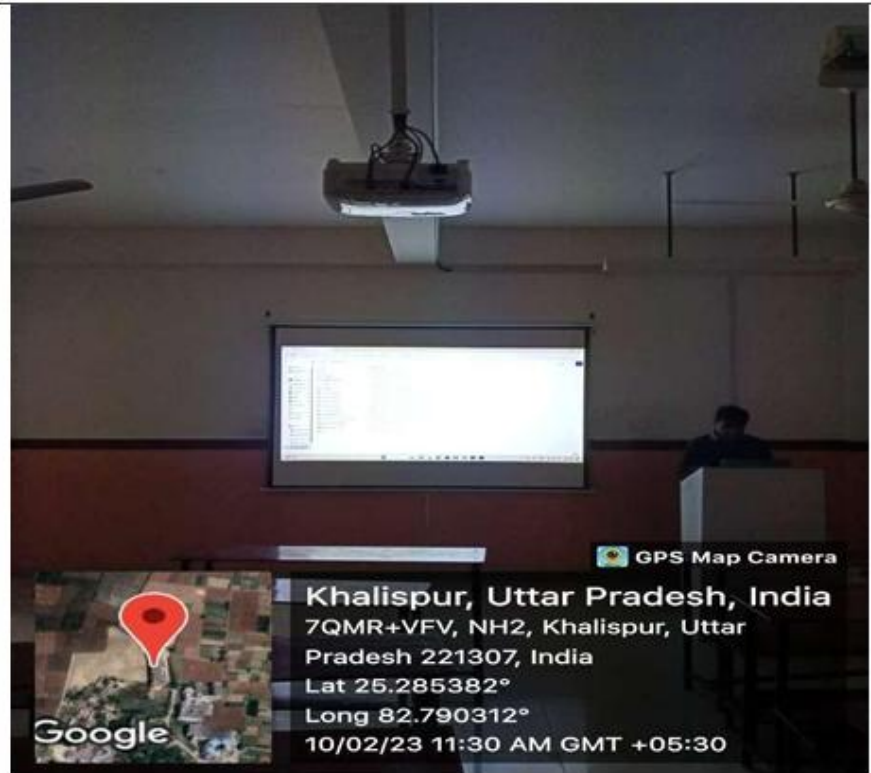 GPS Map Camera
Khalispur, Uttar Pradesh, India
7QMR+VFV, NH2, Khalispur, Uttar
Pradesh 221307, India
Lat 25.285382°
Long 82.790312°
10/02/23 11:30 AM GMT +05:30
Google